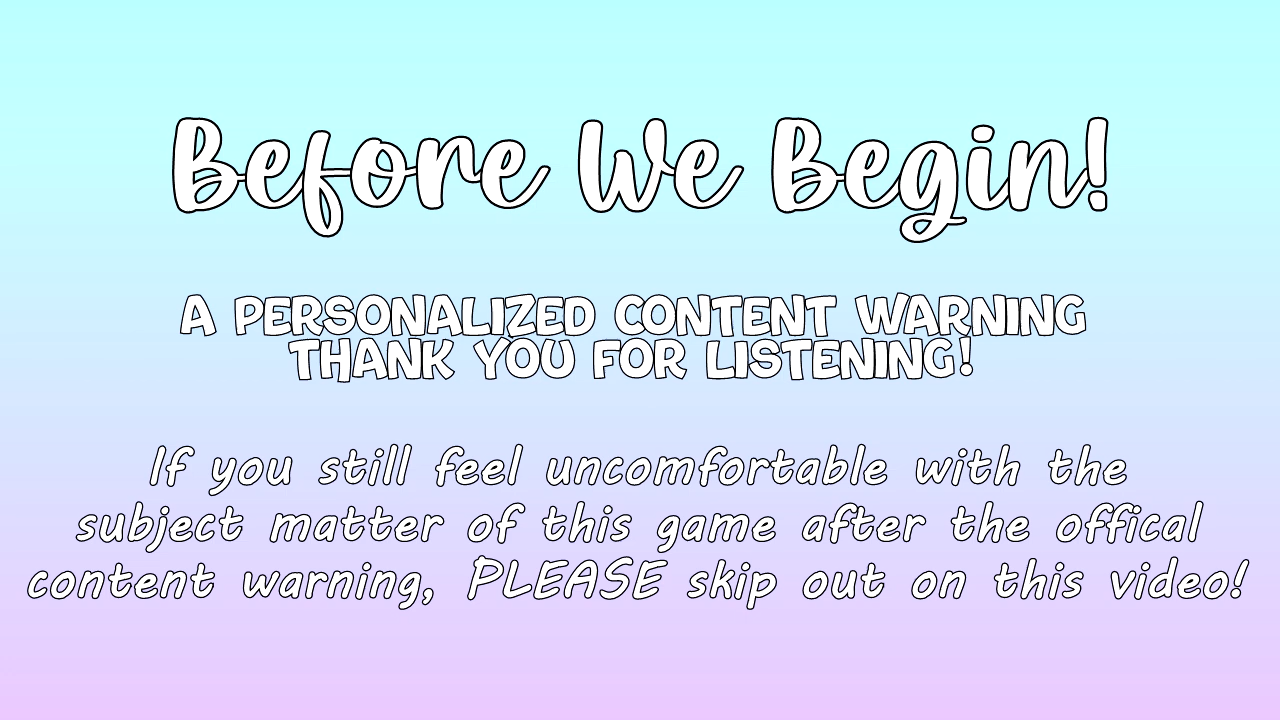 Before We Begin!
A PERSONALIZED CONTENT WARNING
THANK YOU FOR LISTENING!
If you still feel uncomfortable with the
subject matter of this game after the offical
content warning, PLEASE skip out on this video!